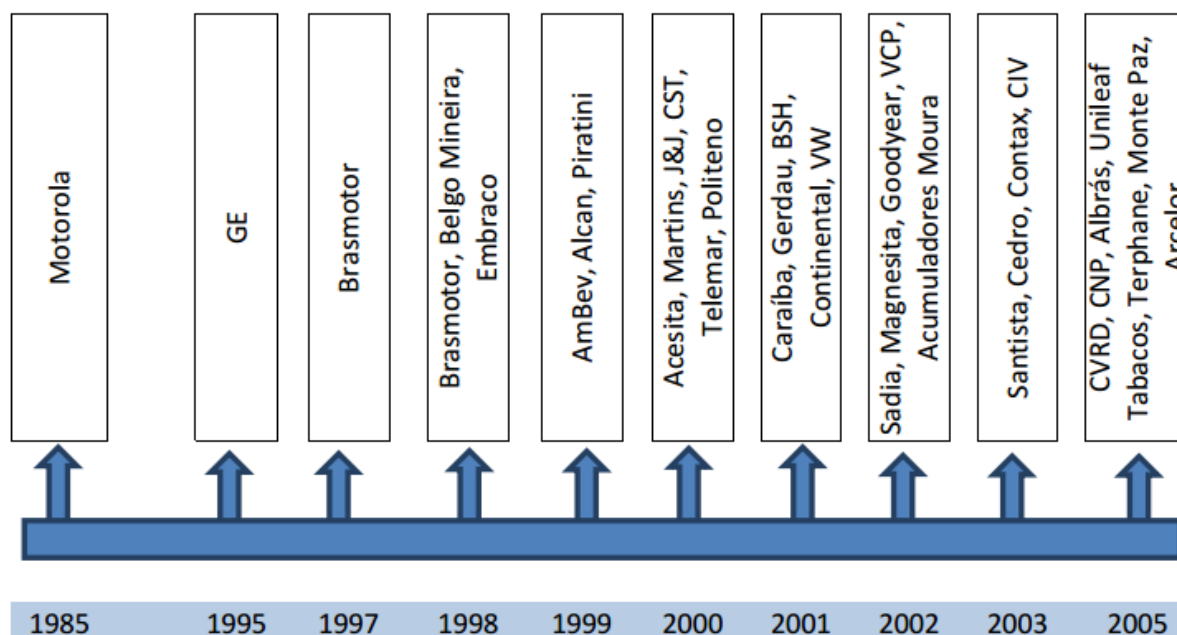 Motorola
GE
Brasmotor
Brasmotor, Belgo Mineira,
Embraco
AmBev, Alcan, Piratini
Acesita, Martins, J&J, CST,
Telemar, Politeno
Caraíba, Gerdau, BSH,
Continental, VW
Sadia, Magnesita, Goodyear, VCP,
Acumuladores Moura
Santista, Cedro, Contax, CIV
CVRD, CNP, Albrás, Unileaf
Tabacos, Terphane, Monte Paz,
Arcelor
1985 1995 1997 1998 1999 2000 2001 2002 2003 2005